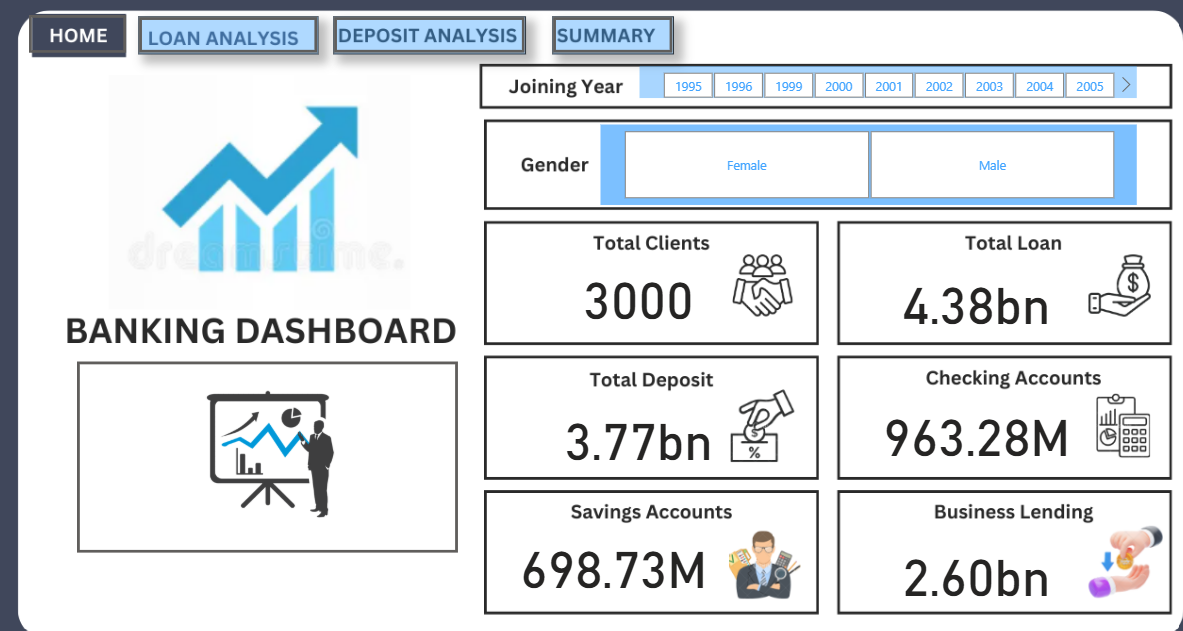 HOME
LOAN ANALYSIS
DEPOSIT ANALYSIS
SUMMARY
Joining Year
1995
1996
1999
2000
2001
2002
2003
2004
2005
Gender
Female
Male
dreamstime.
BANKING DASHBOARD
Total Clients
3000
Total Loan
4.38bn
$
Total Deposit
3.77bn
$
%
Checking Accounts
963.28M
Savings Accounts
698.73M
Business Lending
2.60bn